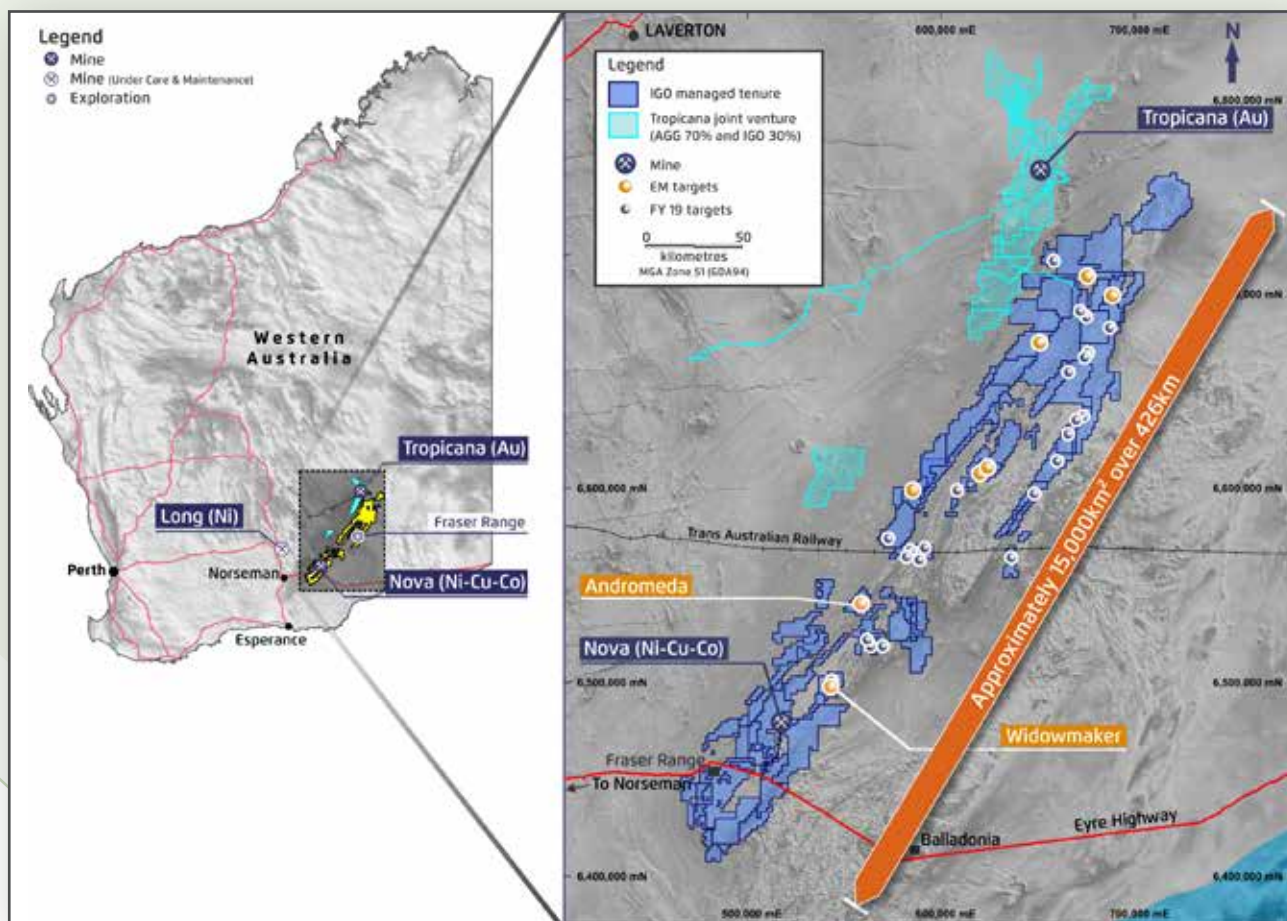 Legend
Mine
Mine (Under Care & Maintenance)
Exploration
Western
Australia
Tropicana (Au)
Long (Ni)
Fraser Range
Perth
Norseman
Nova (Ni-Cu-Co)
Esperance
LAVERTON
600,000 mE
700,000 mE
N
Legend
IGO managed tenure
Tropicana joint venture
(AGG 70% and IGO 30%)
Mine
EM targets
FY 19 targets
0 50
kilometres
MGA Zone 51 (GDA94)
6,800,000 mN
Tropicana (Au)
Approximately 15,000km² over 426km
6,600,000 mN
6,600,000 mN
Trans Australian Railway
Andromeda
Nova (Ni-Cu-Co)
6,500,000 mN
6,500,000 mN
Widowmaker
Fraser Range
To Norseman
Eyre Highway
Balladonia
6,400,000 mN
6,400,000 mN
500,000 mE
600,000 mE
700,000 mE